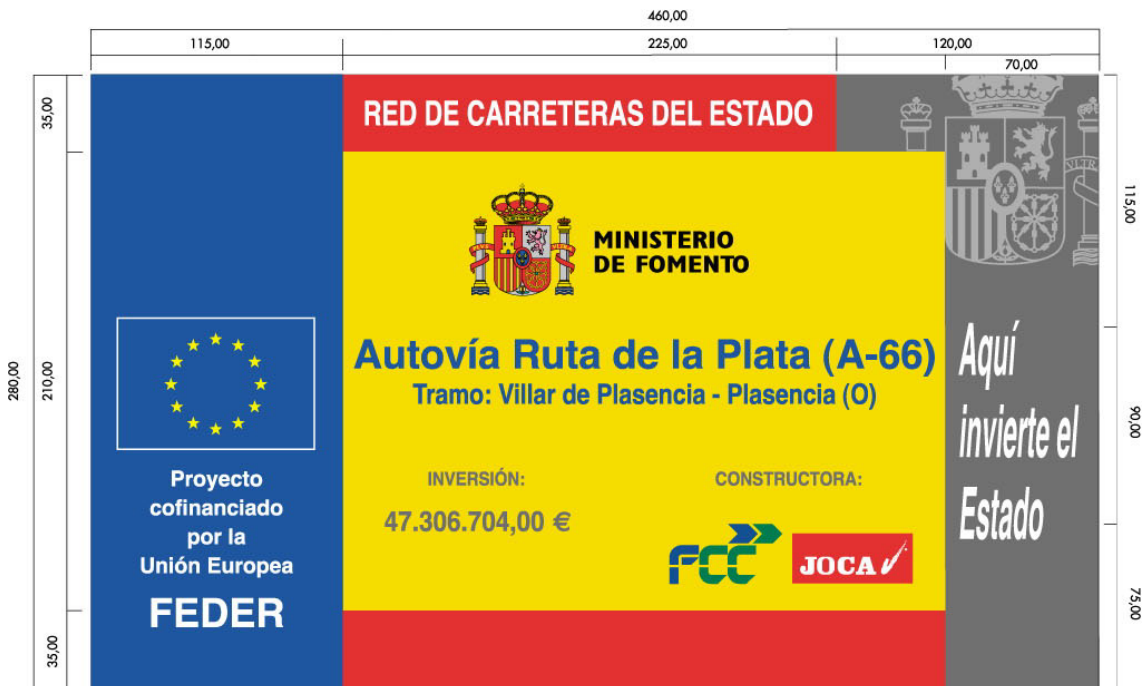 460,00
115,00
225,00
120,00
70,00
35,00
210,00
35,00
280,00
115,00
90,00
75,00
RED DE CARRETERAS DEL ESTADO
MINISTERIO
DE FOMENTO
Autovía Ruta de la Plata (A-66)
Tramo: Villar de Plasencia - Plasencia (O)
INVERSIÓN:
47.306.704,00 €
CONSTRUCTORA:
FCC
JOCA
Proyecto
cofinanciado
por la
Unión Europea
FEDER
VLTR
Aquí
invierte el
Estado